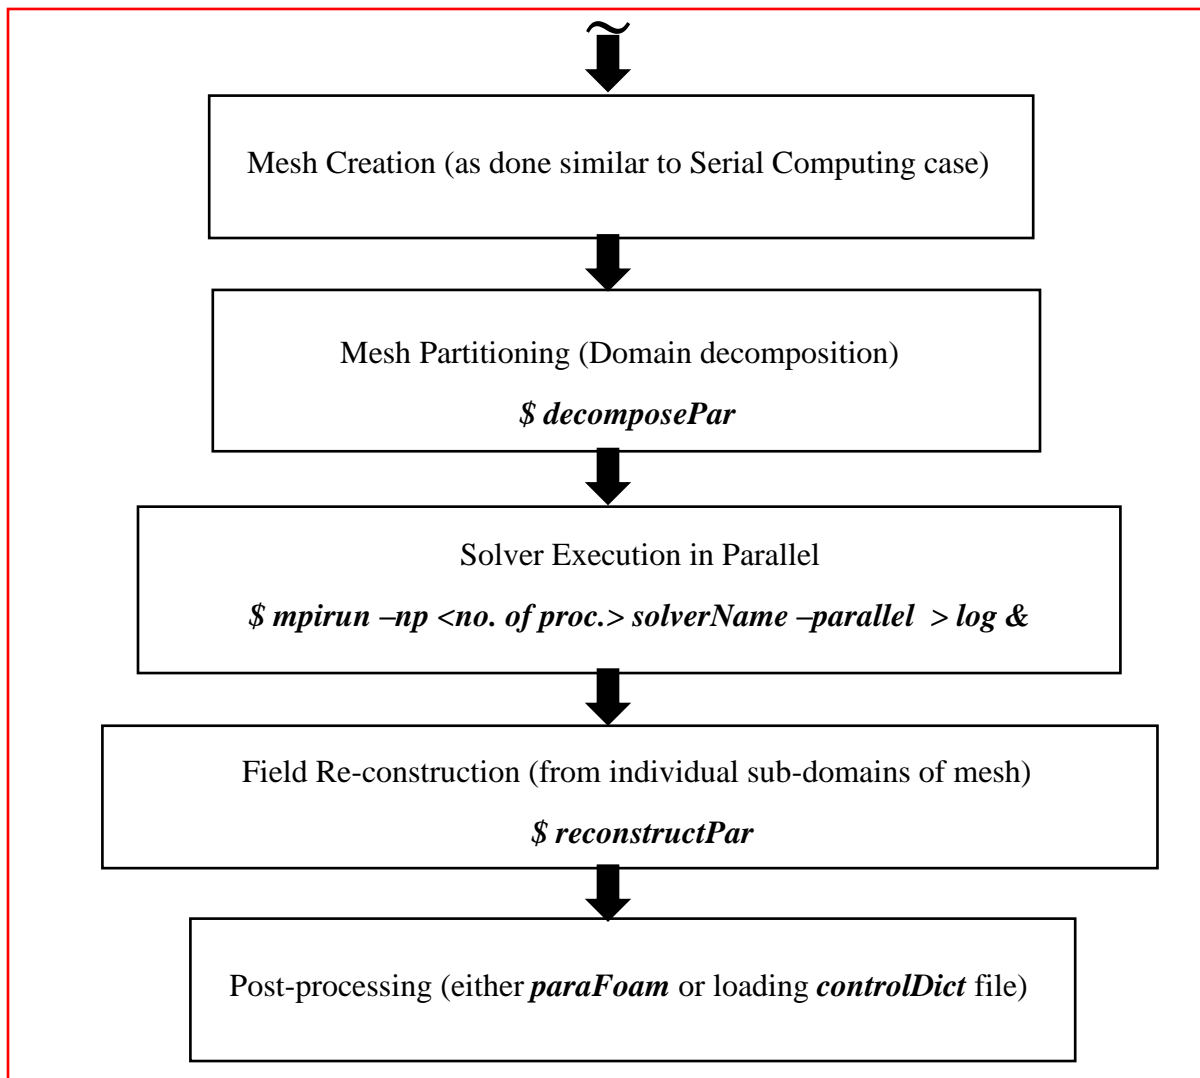 ~
Mesh Creation (as done similar to Serial Computing case)
Mesh Partitioning (Domain decomposition)
$ decomposePar
Solver Execution in Parallel
$ mpirun –np <no. of proc.> solverName –parallel > log &
Field Re-construction (from individual sub-domains of mesh)
$ reconstructPar
Post-processing (either paraFoam or loading controlDict file)